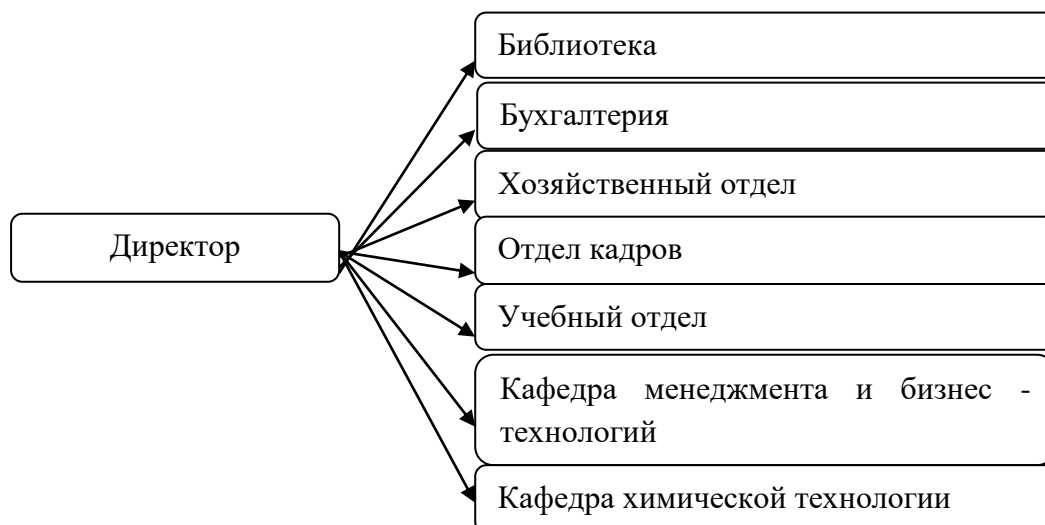 Библиотека
Бухгалтерия
Хозяйственный отдел
Директор
Отдел кадров
Учебный отдел
Кафедра менеджмента и бизнес -
технологий
Кафедра химической технологии